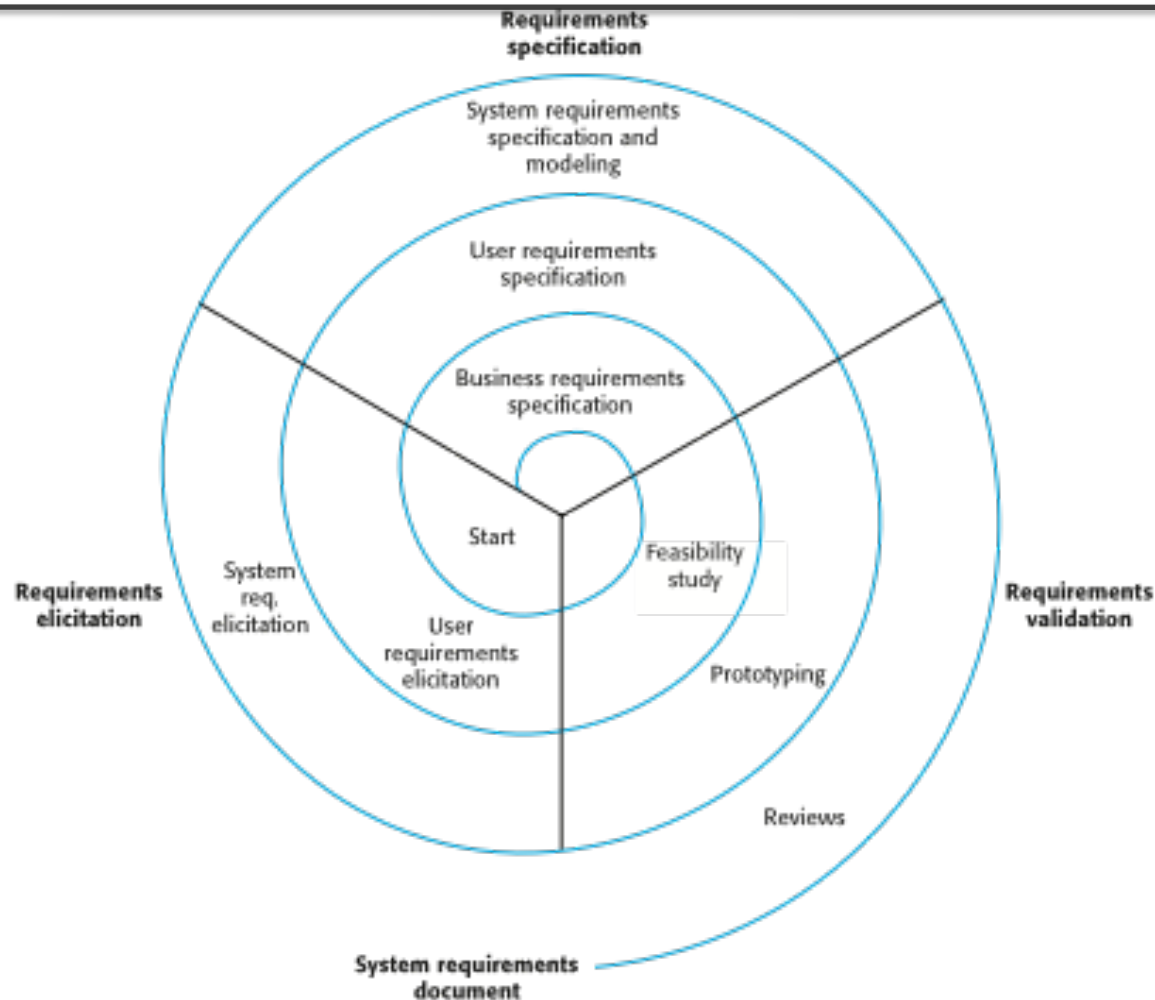 Requirements
specification
System requirements
specification and
modeling
User requirements
specification
Business requirements
specification
Start
Feasibility
study
System
req.
elicitation
Requirements
elicitation
User
requirements
elicitation
Requirements
validation
Prototyping
Reviews
System requirements
document